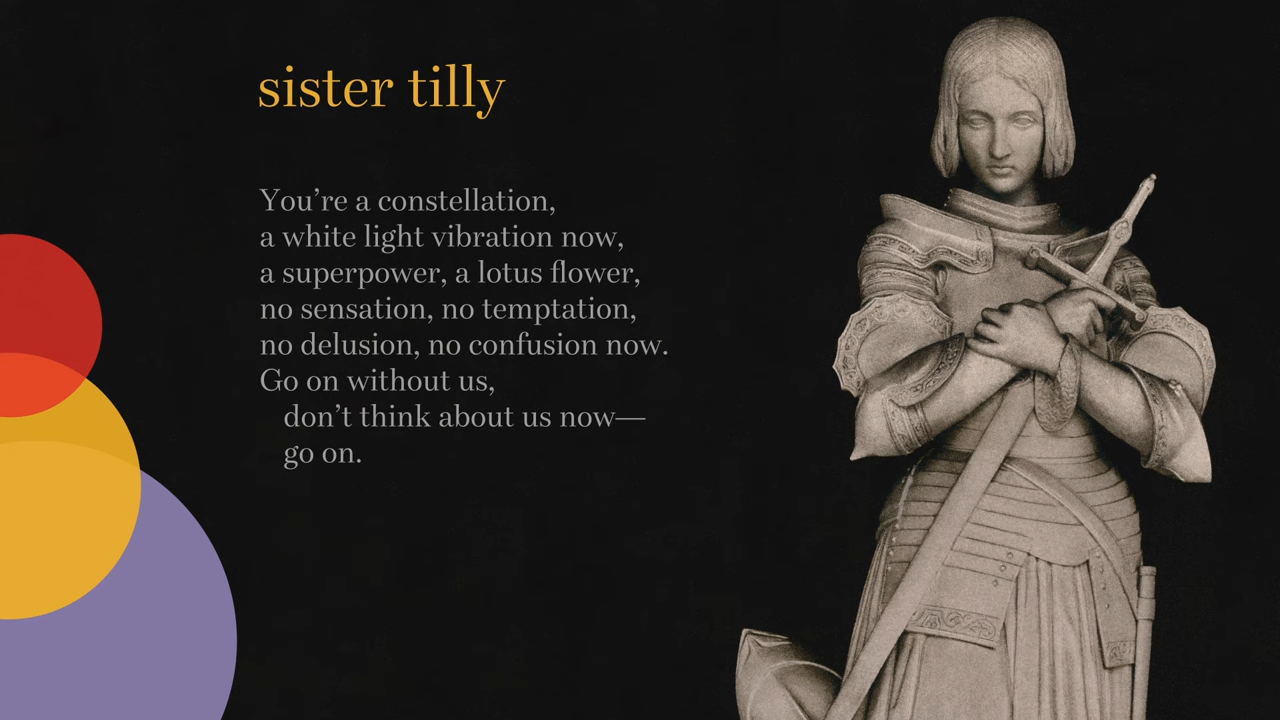 sister tilly
You’re a constellation,
a white light vibration now,
a superpower, a lotus flower,
no sensation, no temptation,
no delusion, no confusion now.
Go on without us,
don’t think about us now—
go on.